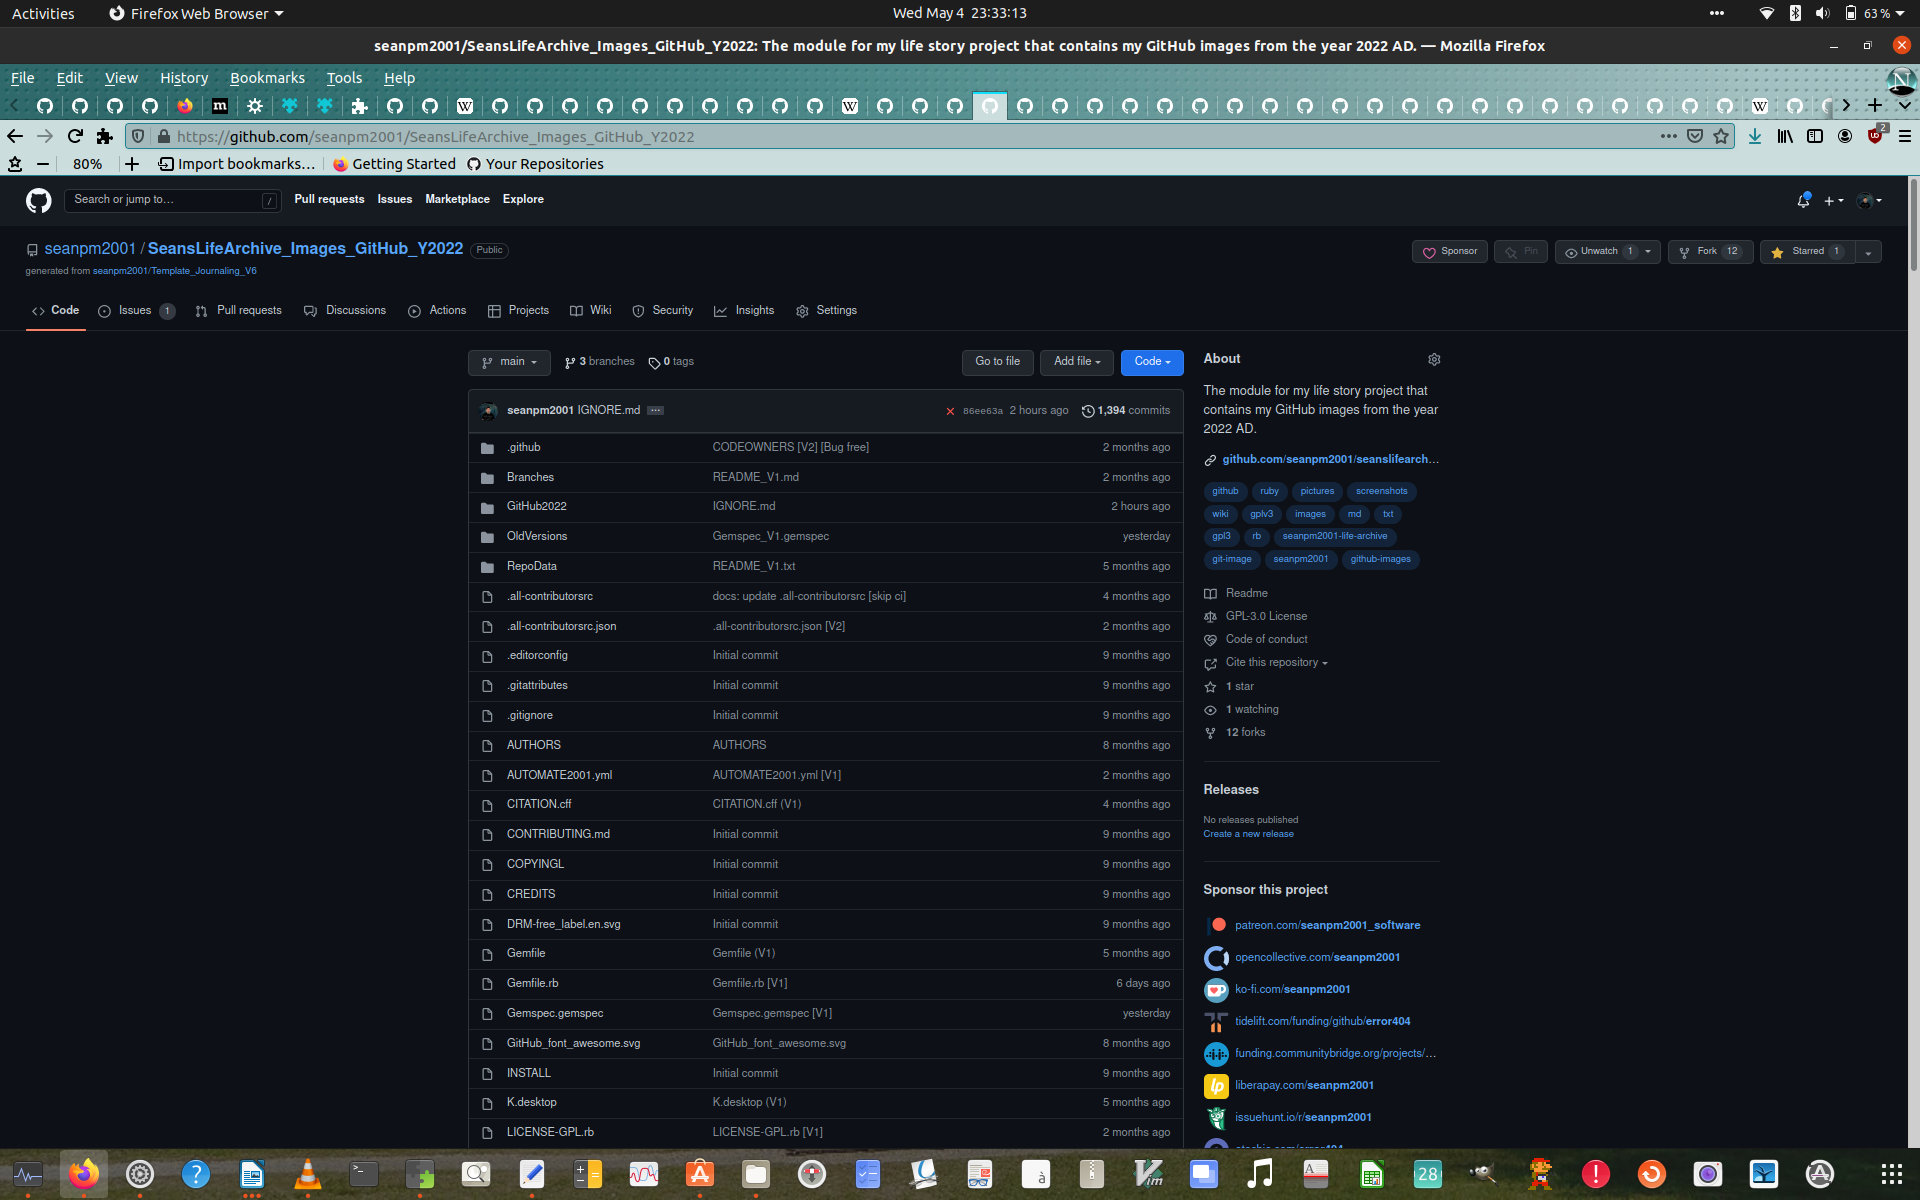 Activities
Firefox Web Browser
Wed May 4 23:33:13
63 %
seanpm2001/SeansLifeArchive_Images_GitHub_Y2022: The module for my life story project that contains my GitHub images from the year 2022 AD. — Mozilla Firefox
File Edit View History Bookmarks Tools Help
https://github.com/seanpm2001/SeansLifeArchive_Images_GitHub_Y2022
2
80% Import bookmarks… Getting Started Your Repositories
Search or jump to… /
Pull requests Issues Marketplace Explore
seanpm2001 / SeansLifeArchive_Images_GitHub_Y2022 Public
Sponsor Pin Unwatch 1 Fork 12 Starred 1
generated from seanpm2001/Template_Journaling_V6
Code Issues 1 Pull requests Discussions Actions Projects Wiki Security Insights Settings
main 3 branches 0 tags Go to file Add file Code
seanpm2001 IGNORE.md 86ee63a 2 hours ago 1,394 commits
.github CODEOWNERS [V2] [Bug free] 2 months ago
Branches README_V1.md 2 months ago
GitHub2022 IGNORE.md 2 hours ago
OldVersions Gemspec_V1.gemspec yesterday
RepoData README_V1.txt 5 months ago
.all-contributorsrc docs: update .all-contributorsrc [skip ci] 4 months ago
.all-contributorsrc.json .all-contributorsrc.json [V2] 2 months ago
.editorconfig Initial commit 9 months ago
.gitattributes Initial commit 9 months ago
.gitignore Initial commit 9 months ago
AUTHORS AUTHORS 8 months ago
AUTOMATE2001.yml AUTOMATE2001.yml [V1] 2 months ago
CITATION.cff CITATION.cff (V1) 4 months ago
CONTRIBUTING.md Initial commit 9 months ago
COPYINGL Initial commit 9 months ago
CREDITS Initial commit 9 months ago
DRM-free_label.en.svg Initial commit 9 months ago
Gemfile Gemfile (V1) 5 months ago
Gemfile.rb Gemfile.rb [V1] 6 days ago
Gemspec.gemspec Gemspec.gemspec [V1] yesterday
GitHub_font_awesome.svg GitHub_font_awesome.svg 8 months ago
INSTALL Initial commit 9 months ago
K.desktop K.desktop (V1) 5 months ago
LICENSE-GPL.rb LICENSE-GPL.rb [V1] 2 months ago
About
The module for my life story project that
contains my GitHub images from the year
2022 AD.
github.com/seanpm2001/seanslifearch…
github ruby pictures screenshots
wiki gplv3 images md txt
gpl3 rb seanpm2001-life-archive
git-image seanpm2001 github-images
Readme
GPL-3.0 License
Code of conduct
Cite this repository
1 star
1 watching
12 forks
Releases
No releases published
Create a new release
Sponsor this project
patreon.com/seanpm2001_software
opencollective.com/seanpm2001
ko-fi.com/seanpm2001
tidelift.com/funding/github/error404
funding.communitybridge.org/projects/…
liberapay.com/seanpm2001
issuehunt.io/r/seanpm2001
28